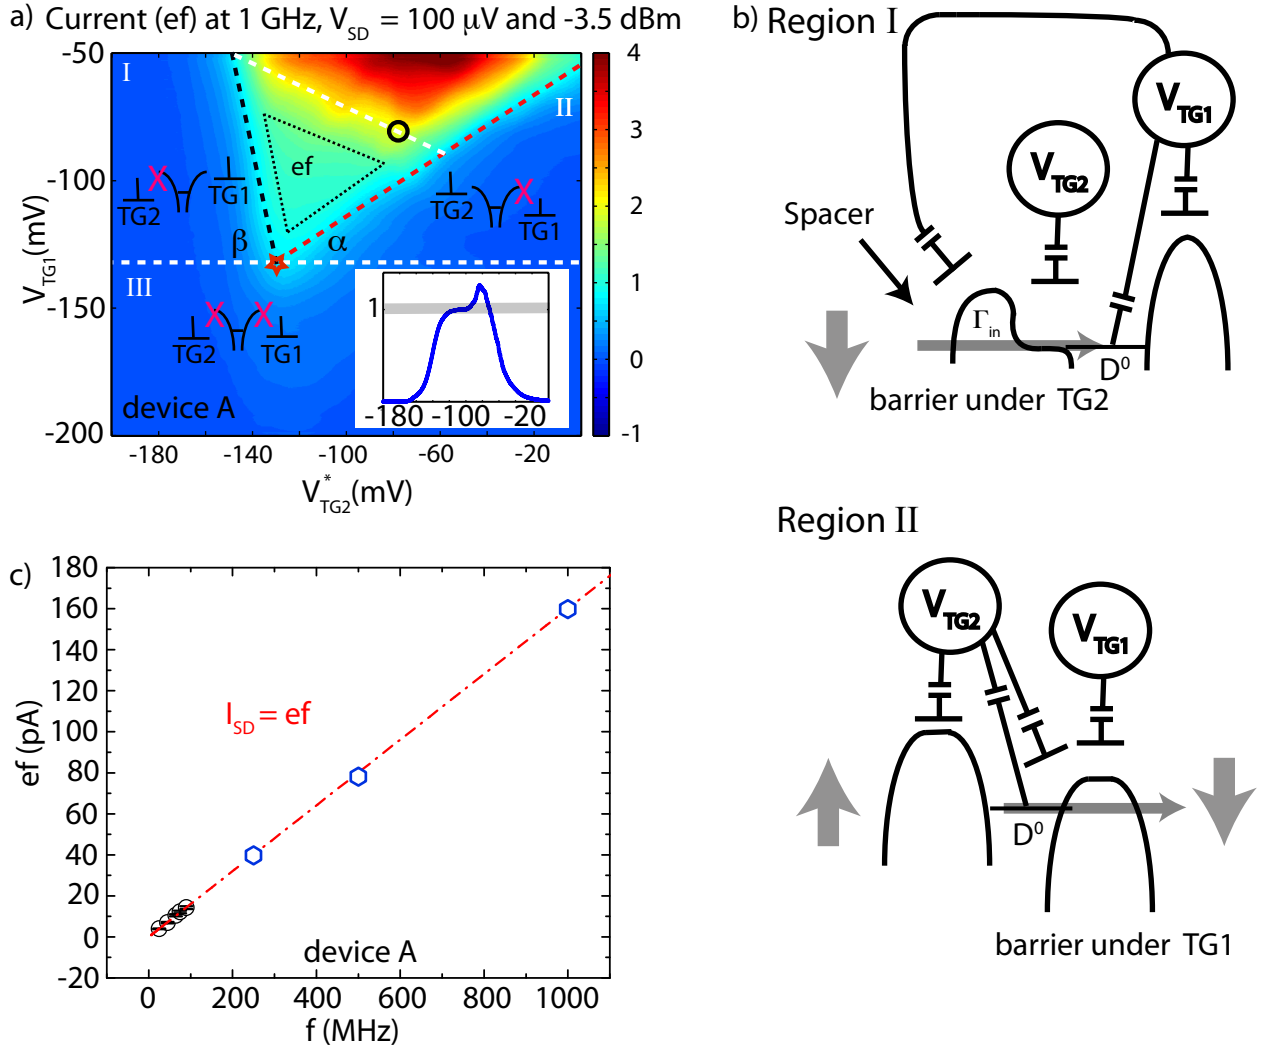 a) Current (ef) at 1 GHz, V_SD = 100 μV and -3.5 dBm
-50
-100
-150
-200
V_TG1(mV)
-180
-140
-100
-60
-20
V*_TG2(mV)
I
II
III
ef
β
α
TG2
TG1
TG2
TG1
TG2
TG1
device A
1
-180
-100
-20
4
3
2
1
0
-1
b) Region I
V_TG1
V_TG2
Spacer
Γ_in
D⁰
barrier under TG2
Region II
V_TG2
V_TG1
D⁰
barrier under TG1
c)
180
160
140
120
100
80
60
40
20
0
-20
ef (pA)
I_SD = ef
device A
0
200
400
600
800
1000
f (MHz)